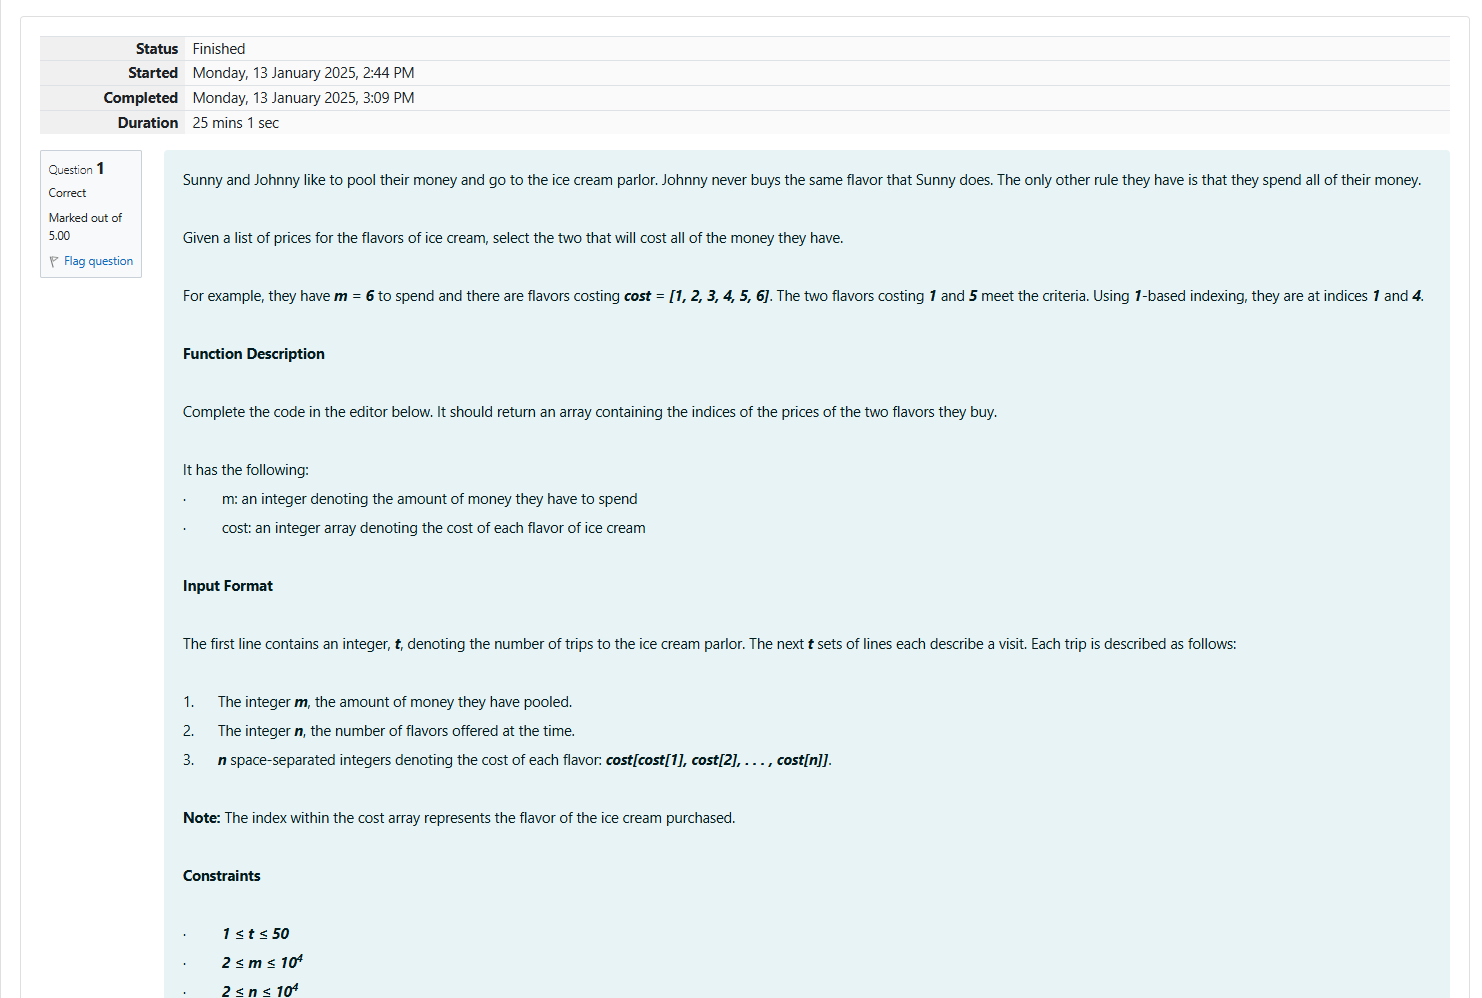 Status Finished
Started Monday, 13 January 2025, 2:44 PM
Completed Monday, 13 January 2025, 3:09 PM
Duration 25 mins 1 sec
Question 1
Correct
Marked out of
5.00
Flag question
Sunny and Johnny like to pool their money and go to the ice cream parlor. Johnny never buys the same flavor that Sunny does. The only other rule they have is that they spend all of their money.
Given a list of prices for the flavors of ice cream, select the two that will cost all of the money they have.
For example, they have m = 6 to spend and there are flavors costing cost = [1, 2, 3, 4, 5, 6]. The two flavors costing 1 and 5 meet the criteria. Using 1-based indexing, they are at indices 1 and 4.
Function Description
Complete the code in the editor below. It should return an array containing the indices of the prices of the two flavors they buy.
It has the following:
· m: an integer denoting the amount of money they have to spend
· cost: an integer array denoting the cost of each flavor of ice cream
Input Format
The first line contains an integer, t, denoting the number of trips to the ice cream parlor. The next t sets of lines each describe a visit. Each trip is described as follows:
1. The integer m, the amount of money they have pooled.
2. The integer n, the number of flavors offered at the time.
3. n space-separated integers denoting the cost of each flavor: cost[cost[1], cost[2], . . . , cost[n]].
Note: The index within the cost array represents the flavor of the ice cream purchased.
Constraints
· 1 ≤ t ≤ 50
· 2 ≤ m ≤ 10⁴
· 2 ≤ n ≤ 10⁴